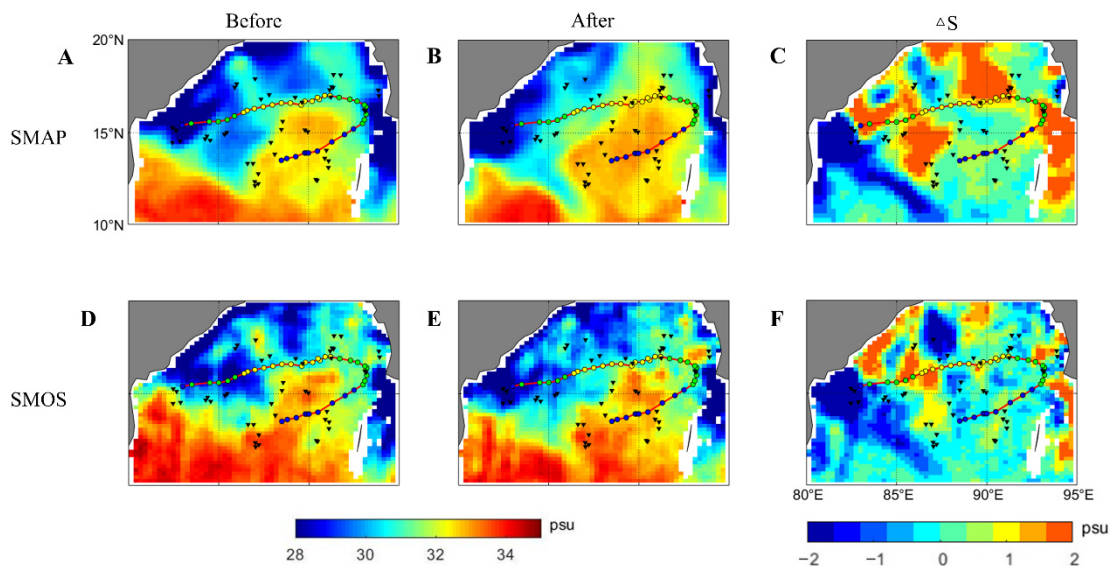 Before After △S
A B C
20°N
SMAP
15°N
10°N
D E F
SMOS
80°E 85°E 90°E 95°E
psu psu
28 30 32 34
−2 −1 0 1 2